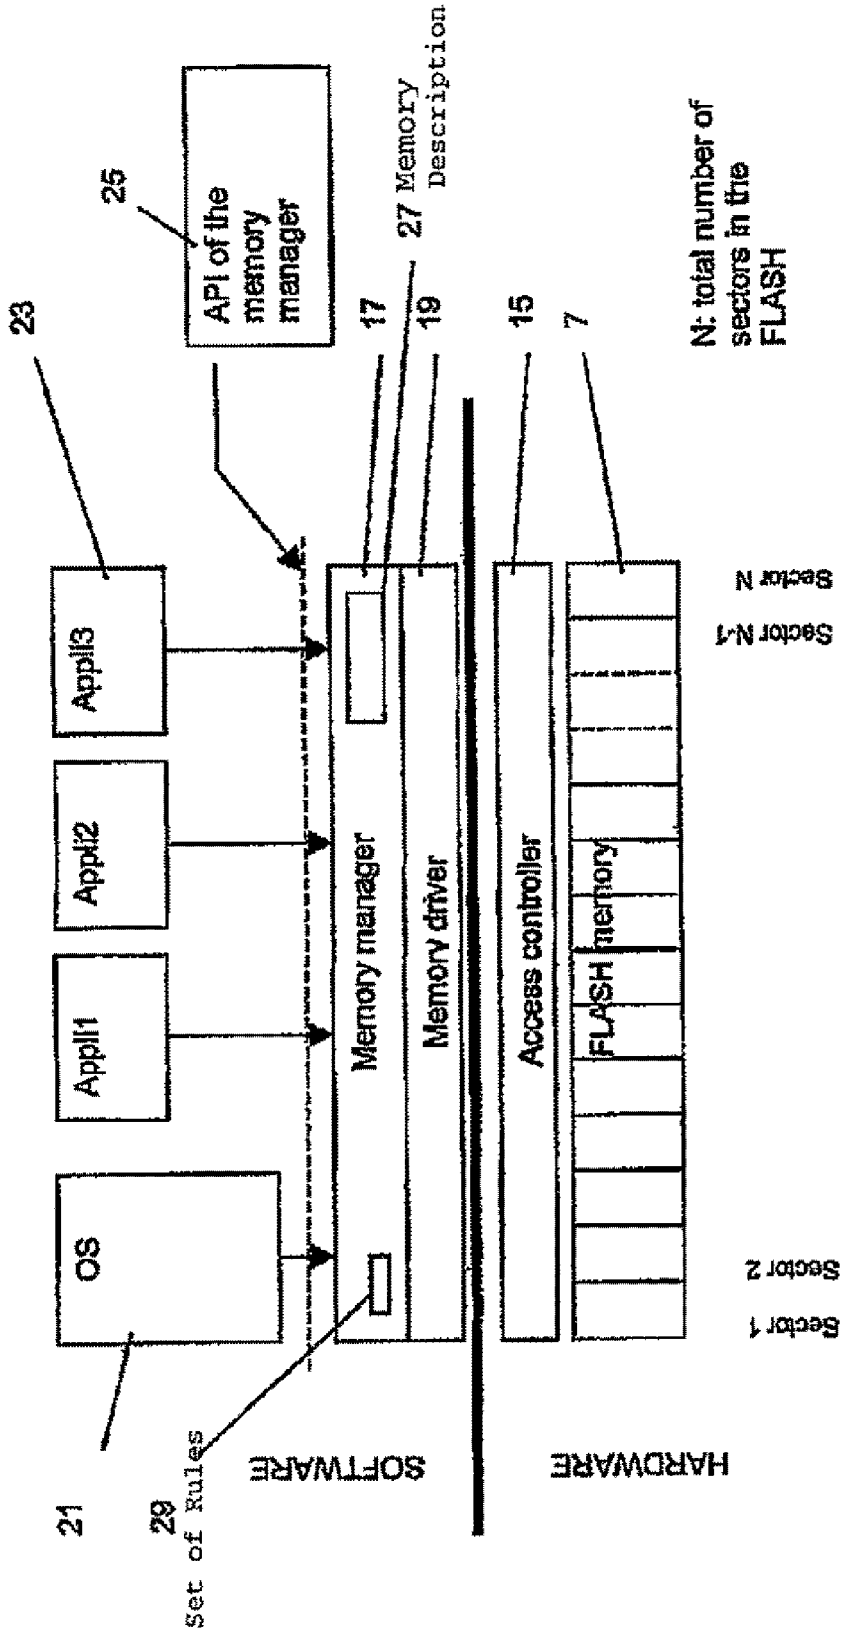 23
25
API of the
memory
manager
21
OS
Appli1
Appli2
Appli3
29
Set of Rules
SOFTWARE
Memory manager
17
27 Memory
Description
Memory driver
19
HARDWARE
Access controller
15
FLASH memory
7
Sector 1
Sector 2
Sector N-1
Sector N
N: total number of
sectors in the
FLASH